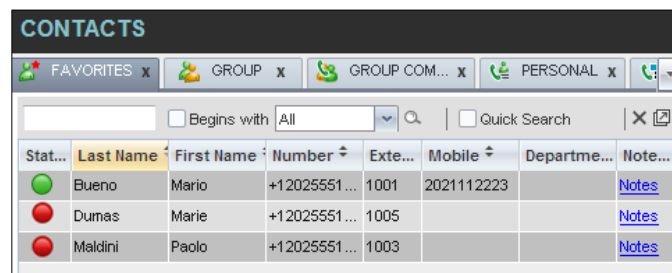 CONTACTS
FAVORITES x GROUP x GROUP COM... x PERSONAL x
Begins with All Quick Search
Stat... Last Name First Name Number Exte... Mobile Departme... Note...
Bueno Mario +12025551... 1001 2021112223 Notes
Dumas Marie +12025551... 1005 Notes
Maldini Paolo +12025551... 1003 Notes